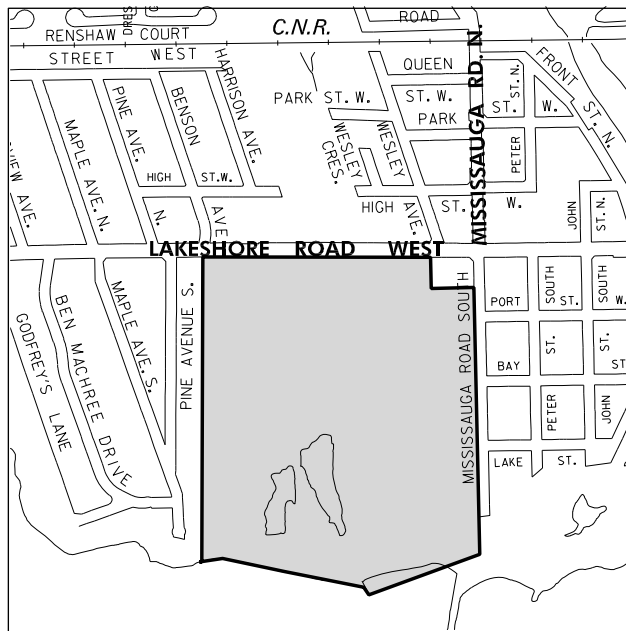 DRES
G
C.N.R.
ROAD
RENSHAW COURT
STREET WEST
QUEEN
MISSISSAUGA RD. N.
FRONT ST. N.
HARRISON AVE.
BENSON
AVE
PINE AVE.
N.
MAPLE AVE. N.
VIEW AVE.
PARK ST. W.
ST. W.
PARK
ST.
W.
ST. N.
PETER
WESLEY
CRES.
WESLEY
AVE.
HIGH ST.W.
HIGH ST. W.
JOHN
ST. N.
LAKESHORE ROAD WEST
PINE AVENUE S.
MAPLE AVE. S.
BEN MACHREE DRIVE
GODFREY'S LANE
MISSISSAUGA ROAD SOUTH
PORT ST. W.
SOUTH
SOUTH
BAY ST
ST.
ST.
PETER
JOHN
LAKE ST.